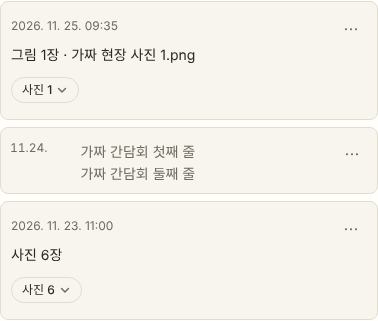 2026. 11. 25. 09:35
...
그림 1장 · 가짜 현장 사진 1.png
사진 1
11.24.
가짜 간담회 첫째 줄
...
가짜 간담회 둘째 줄
2026. 11. 23. 11:00
...
사진 6장
사진 6